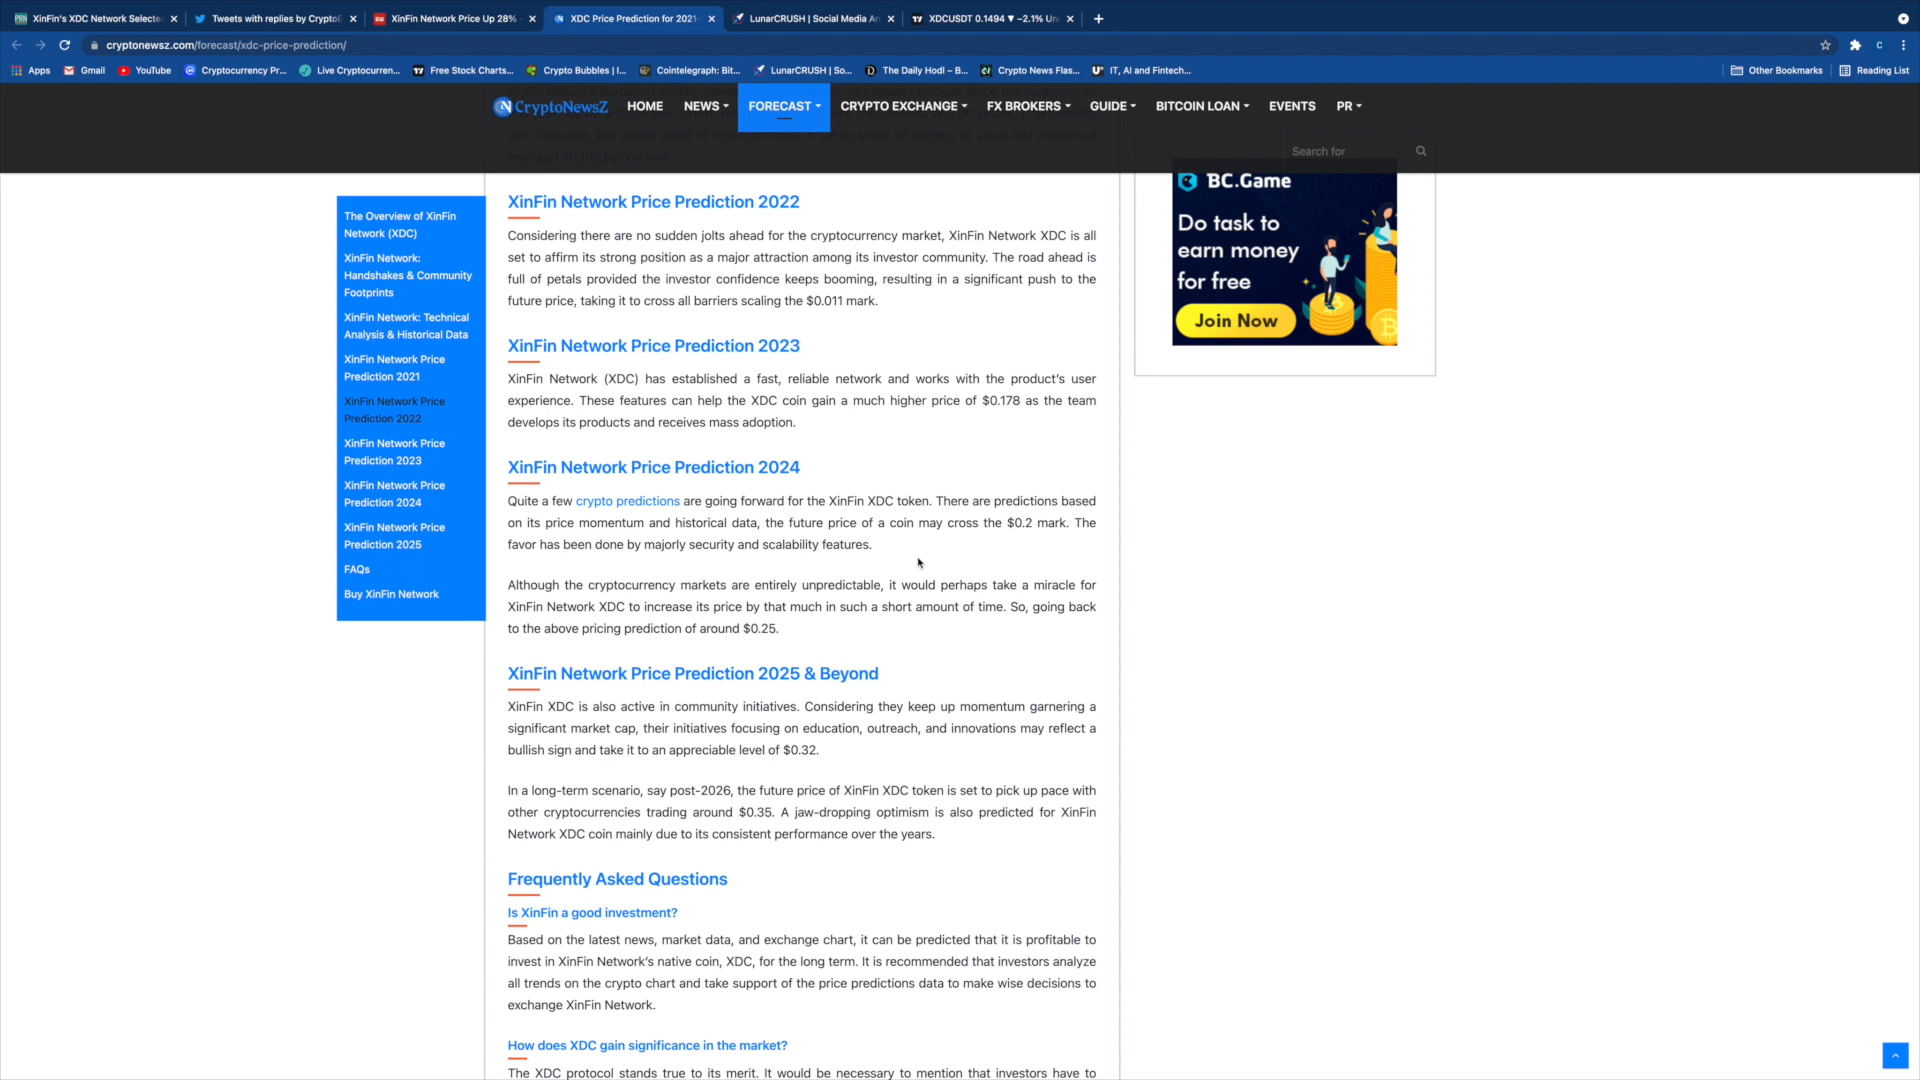 XinFin's XDC Network Selected
Tweets with replies by CryptoB
XinFin Network Price Up 28%
XDC Price Prediction for 2021-
LunarCRUSH | Social Media An
XDCUSDT 0.1494 ▼ −2.1% Un
cryptonewsz.com/forecast/xdc-price-prediction/
C
Apps
Gmail
YouTube
Cryptocurrency Pr...
Live Cryptocurren...
Free Stock Charts...
Crypto Bubbles | I...
Cointelegraph: Bit...
LunarCRUSH | So...
The Daily Hodl – B...
Crypto News Flas...
IT, AI and Fintech...
Other Bookmarks
Reading List
CryptoNewsZ
HOME
NEWS
FORECAST
CRYPTO EXCHANGE
FX BROKERS
GUIDE
BITCOIN LOAN
EVENTS
PR
Search for
The Overview of XinFin
Network (XDC)
XinFin Network:
Handshakes & Community
Footprints
XinFin Network: Technical
Analysis & Historical Data
XinFin Network Price
Prediction 2021
XinFin Network Price
Prediction 2022
XinFin Network Price
Prediction 2023
XinFin Network Price
Prediction 2024
XinFin Network Price
Prediction 2025
FAQs
Buy XinFin Network
XinFin Network Price Prediction 2022
Considering there are no sudden jolts ahead for the cryptocurrency market, XinFin Network XDC is all
set to affirm its strong position as a major attraction among its investor community. The road ahead is
full of petals provided the investor confidence keeps booming, resulting in a significant push to the
future price, taking it to cross all barriers scaling the $0.011 mark.
XinFin Network Price Prediction 2023
XinFin Network (XDC) has established a fast, reliable network and works with the product's user
experience. These features can help the XDC coin gain a much higher price of $0.178 as the team
develops its products and receives mass adoption.
XinFin Network Price Prediction 2024
Quite a few crypto predictions are going forward for the XinFin XDC token. There are predictions based
on its price momentum and historical data, the future price of a coin may cross the $0.2 mark. The
favor has been done by majorly security and scalability features.
Although the cryptocurrency markets are entirely unpredictable, it would perhaps take a miracle for
XinFin Network XDC to increase its price by that much in such a short amount of time. So, going back
to the above pricing prediction of around $0.25.
XinFin Network Price Prediction 2025 & Beyond
XinFin XDC is also active in community initiatives. Considering they keep up momentum garnering a
significant market cap, their initiatives focusing on education, outreach, and innovations may reflect a
bullish sign and take it to an appreciable level of $0.32.
In a long-term scenario, say post-2026, the future price of XinFin XDC token is set to pick up pace with
other cryptocurrencies trading around $0.35. A jaw-dropping optimism is also predicted for XinFin
Network XDC coin mainly due to its consistent performance over the years.
Frequently Asked Questions
Is XinFin a good investment?
Based on the latest news, market data, and exchange chart, it can be predicted that it is profitable to
invest in XinFin Network's native coin, XDC, for the long term. It is recommended that investors analyze
all trends on the crypto chart and take support of the price predictions data to make wise decisions to
exchange XinFin Network.
How does XDC gain significance in the market?
The XDC protocol stands true to its merit. It would be necessary to mention that investors have to
BC.Game
Do task to
earn money
for free
Join Now